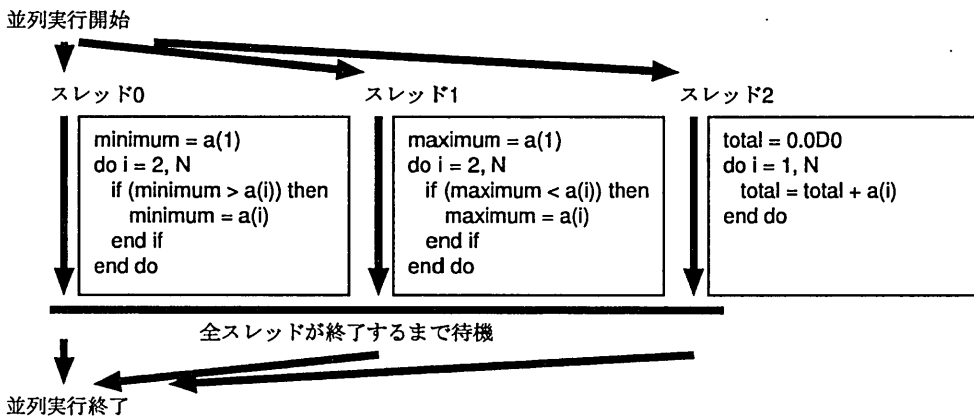 並列実行開始
スレッド0
スレッド1
スレッド2
minimum = a(1)
do i = 2, N
if (minimum > a(i)) then
minimum = a(i)
end if
end do
maximum = a(1)
do i = 2, N
if (maximum < a(i)) then
maximum = a(i)
end if
end do
total = 0.0D0
do i = 1, N
total = total + a(i)
end do
全スレッドが終了するまで待機
並列実行終了